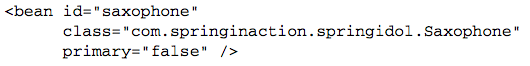 <bean id="saxophone"
class="com.springinaction.springidol.Saxophone"
primary="false" />